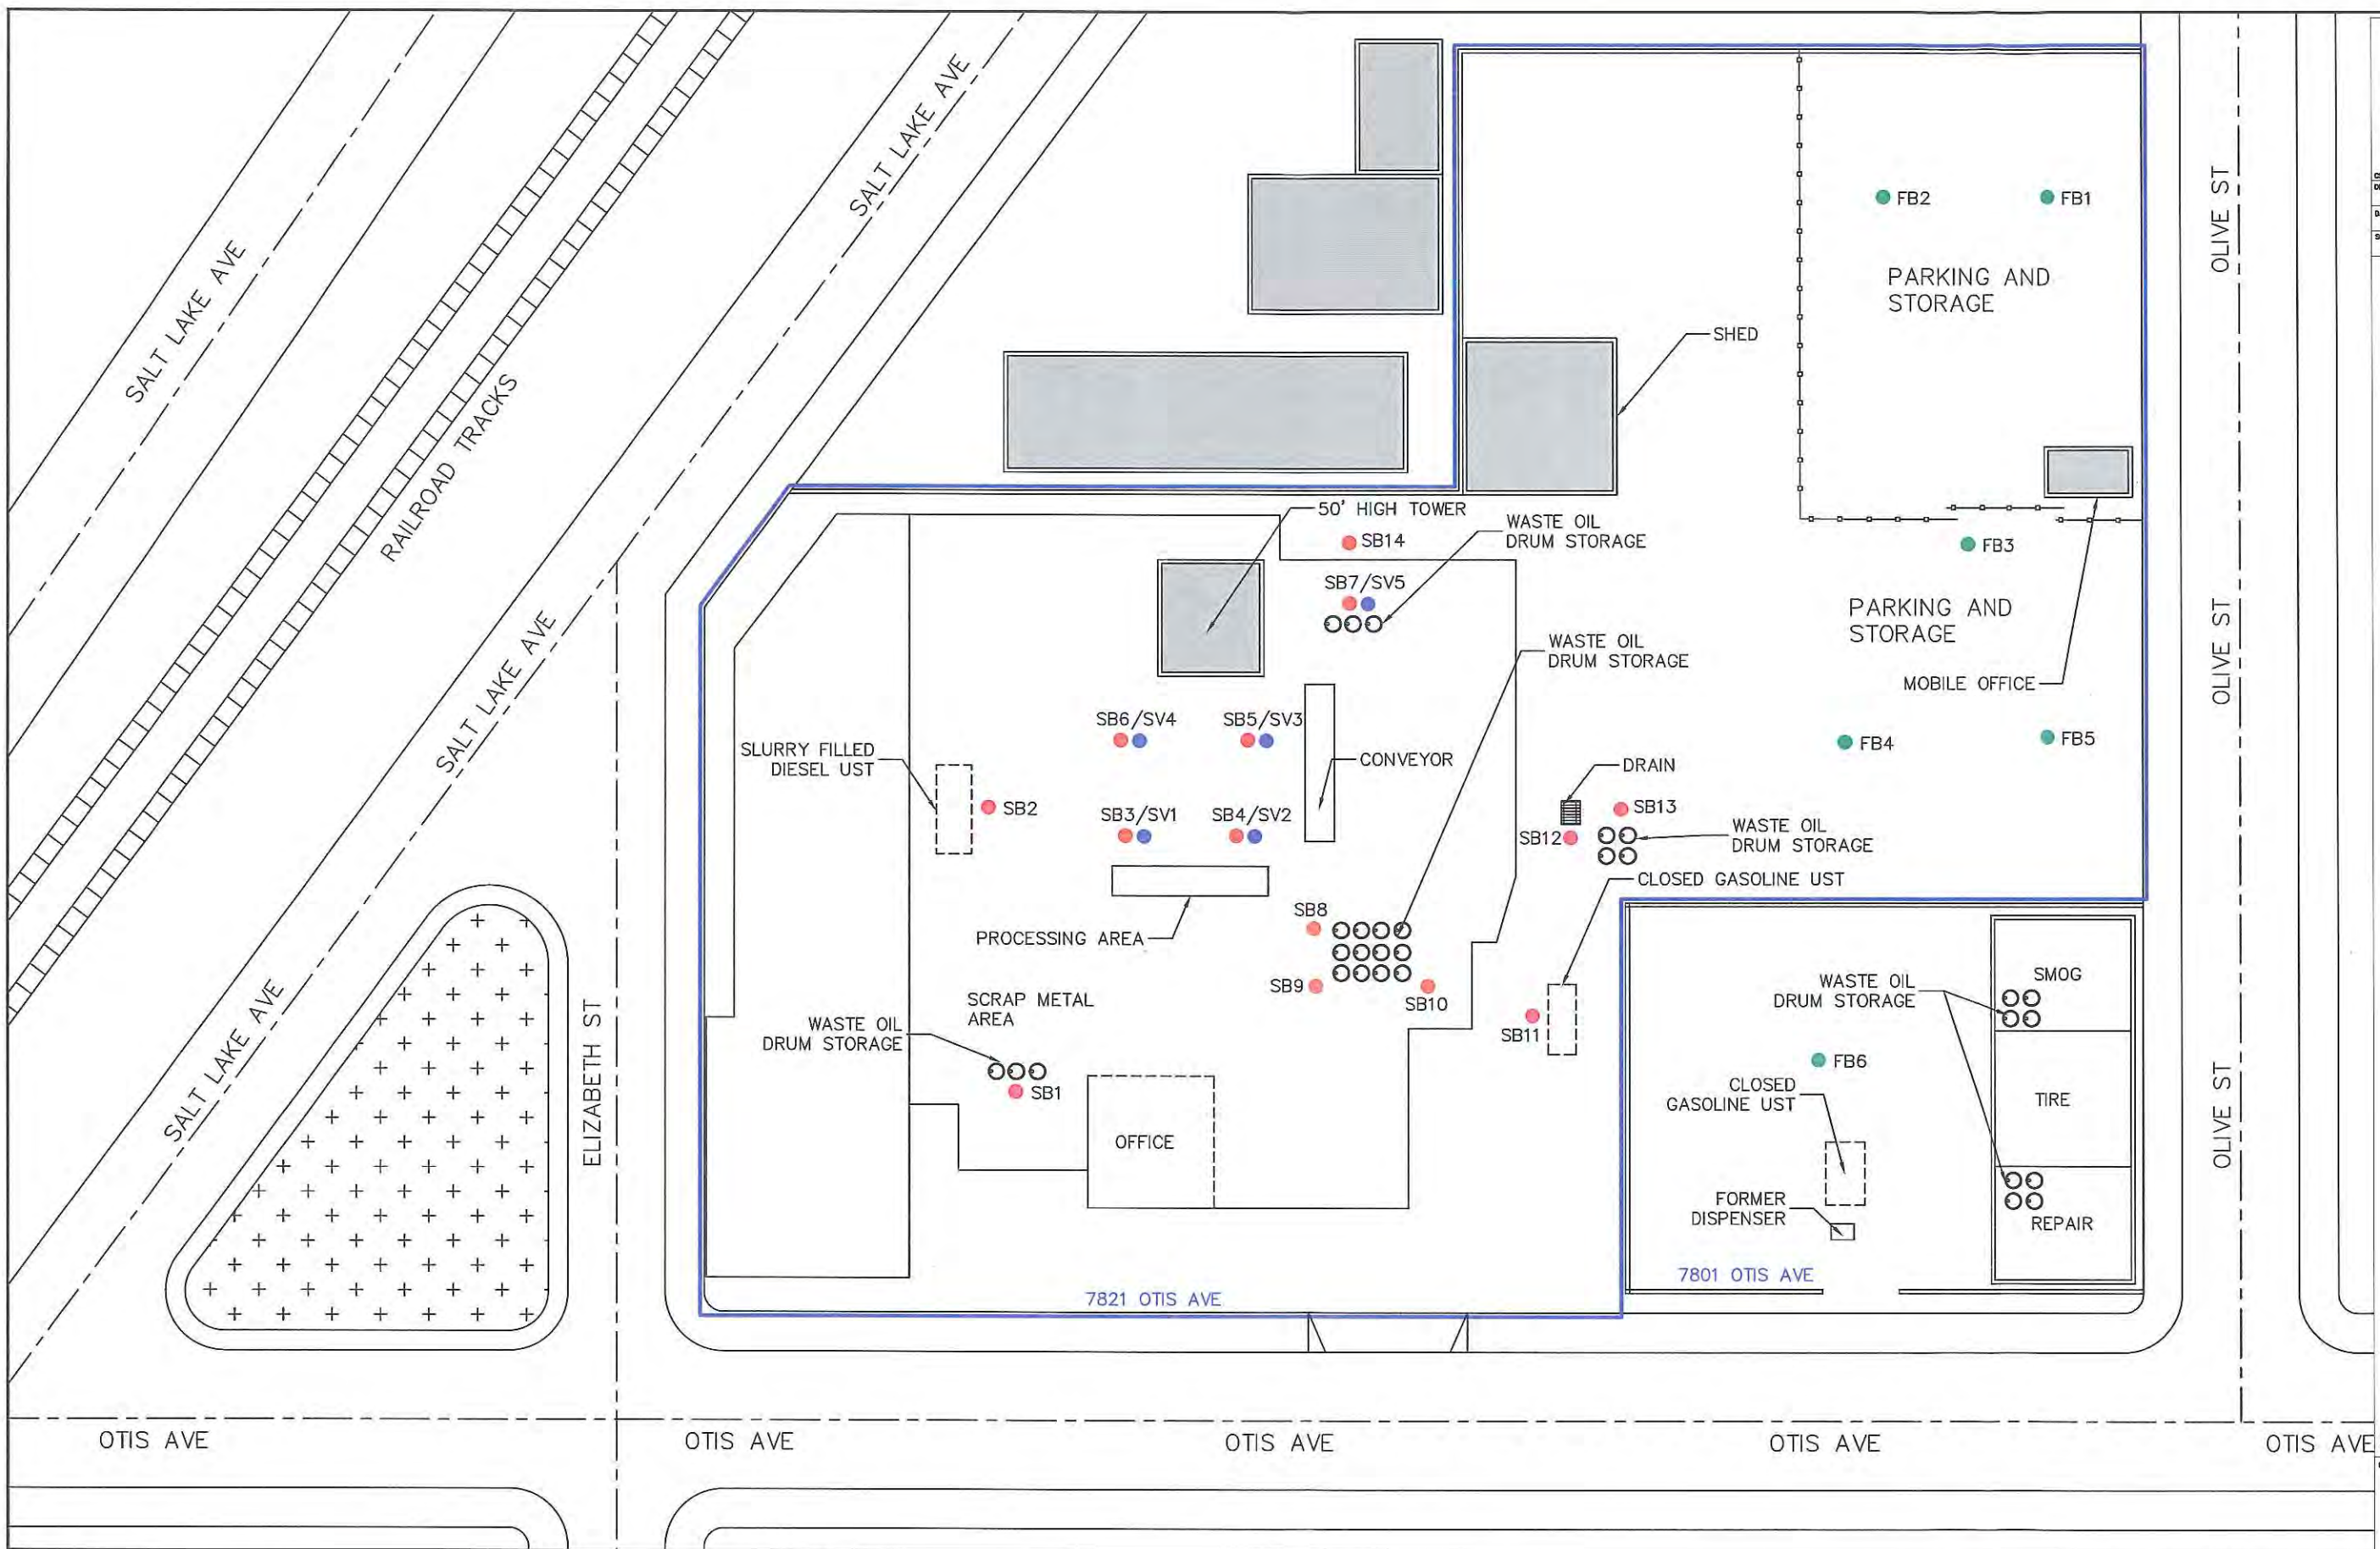 SALT LAKE AVE
RAILROAD TRACKS
SALT LAKE AVE
SALT LAKE AVE
SALT LAKE AVE
ELIZABETH ST
OLIVE ST
OLIVE ST
OLIVE ST
FB2
FB1
PARKING AND
STORAGE
SHED
50' HIGH TOWER
SB14
WASTE OIL
DRUM STORAGE
FB3
SB7/SV5
PARKING AND
STORAGE
WASTE OIL
DRUM STORAGE
MOBILE OFFICE
SB6/SV4
SB5/SV3
SLURRY FILLED
DIESEL UST
CONVEYOR
FB4
FB5
DRAIN
SB2
SB3/SV1
SB4/SV2
SB13
SB12
WASTE OIL
DRUM STORAGE
CLOSED GASOLINE UST
SB8
PROCESSING AREA
SB9
SB10
SCRAP METAL
AREA
WASTE OIL
DRUM STORAGE
SB11
SB1
OFFICE
SMOG
WASTE OIL
DRUM STORAGE
FB6
CLOSED
GASOLINE UST
TIRE
FORMER
DISPENSER
REPAIR
7801 OTIS AVE
7821 OTIS AVE
OTIS AVE
OTIS AVE
OTIS AVE
OTIS AVE
OTIS AVE